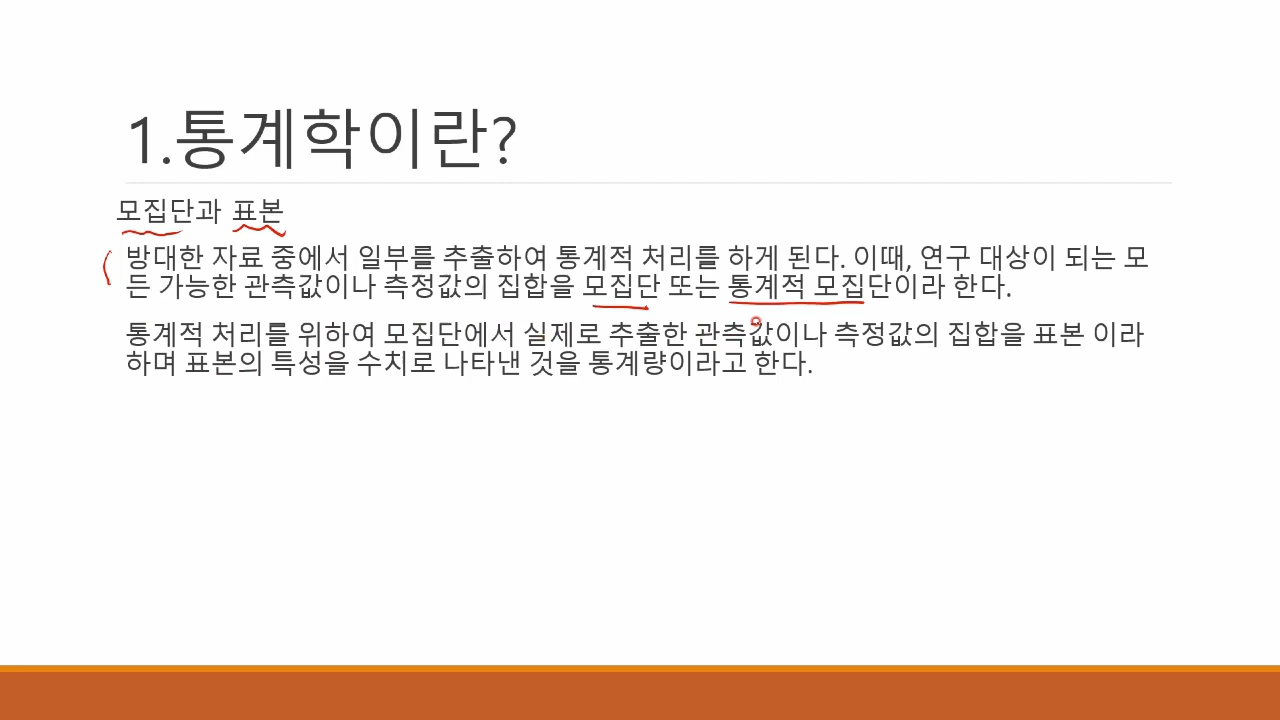 1.통계학이란?
모집단과 표본
방대한 자료 중에서 일부를 추출하여 통계적 처리를 하게 된다. 이때, 연구 대상이 되는 모
든 가능한 관측값이나 측정값의 집합을 모집단 또는 통계적 모집단이라 한다.
통계적 처리를 위하여 모집단에서 실제로 추출한 관측값이나 측정값의 집합을 표본 이라
하며 표본의 특성을 수치로 나타낸 것을 통계량이라고 한다.